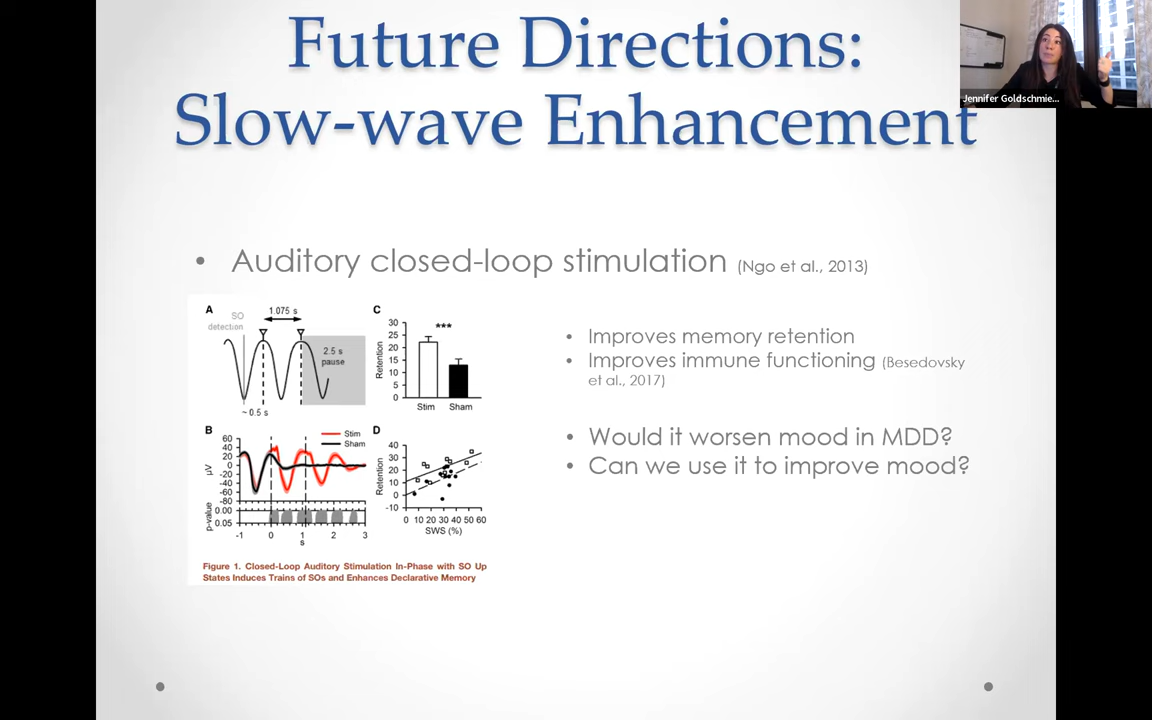 Future Directions:
Slow-wave Enhancement
Jennifer Goldschmie...
• Auditory closed-loop stimulation (Ngo et al., 2013)
A
SO
detection
1.075 s
2.5 s
pause
~ 0.5 s
C
***
Retention
30
25
20
15
10
5
0
Stim
Sham
B
Stim
Sham
µV
60
40
20
0
-20
-40
-60
-80
p-value
0.00
0.05
-1
0
1
2
3
s
D
Retention
40
30
20
10
0
-10
0 10 20 30 40 50 60
SWS (%)
Figure 1. Closed-Loop Auditory Stimulation In-Phase with SO Up
States Induces Trains of SOs and Enhances Declarative Memory
• Improves memory retention
• Improves immune functioning (Besedovsky
et al., 2017)
• Would it worsen mood in MDD?
• Can we use it to improve mood?